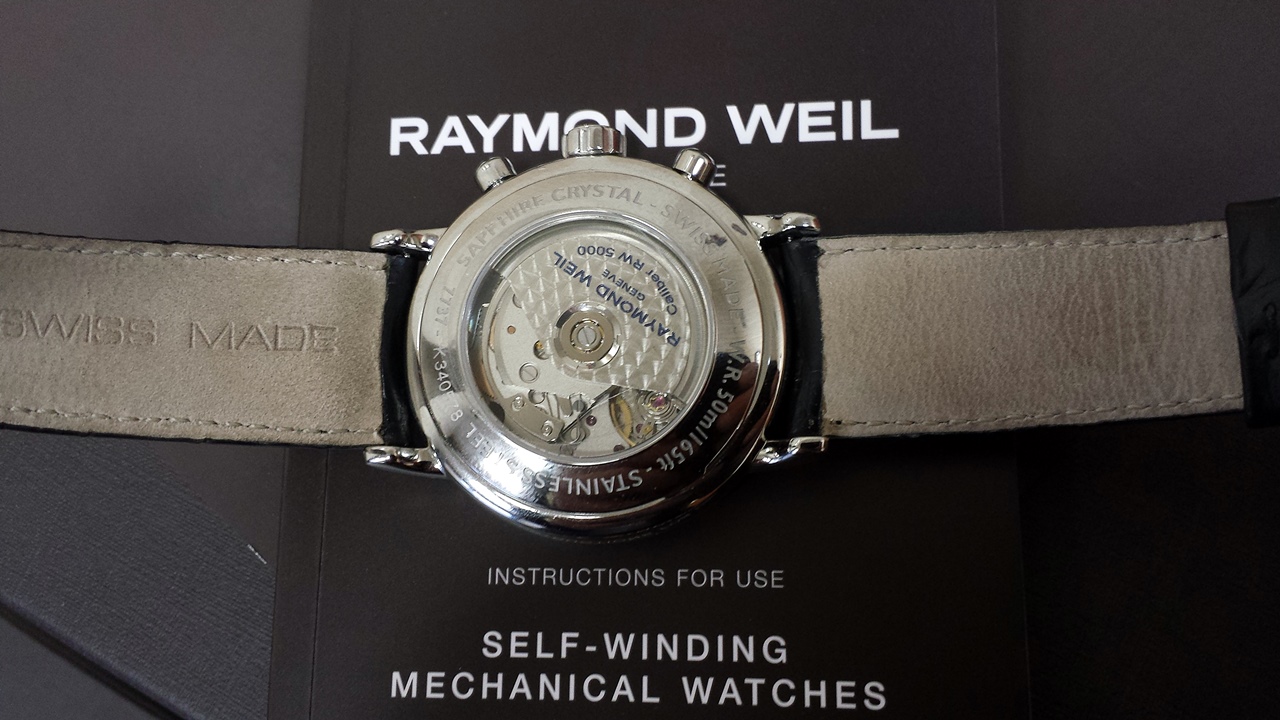 RAYMOND WEIL
SAPPHIRE CRYSTAL - SWISS MADE - W.R. 50m/165ft - STAINLESS STEEL
7737 -
RAYMOND WEIL
GENEVE
Caliber RW 5000
SWISS MADE
INSTRUCTIONS FOR USE
SELF-WINDING
MECHANICAL WATCHES